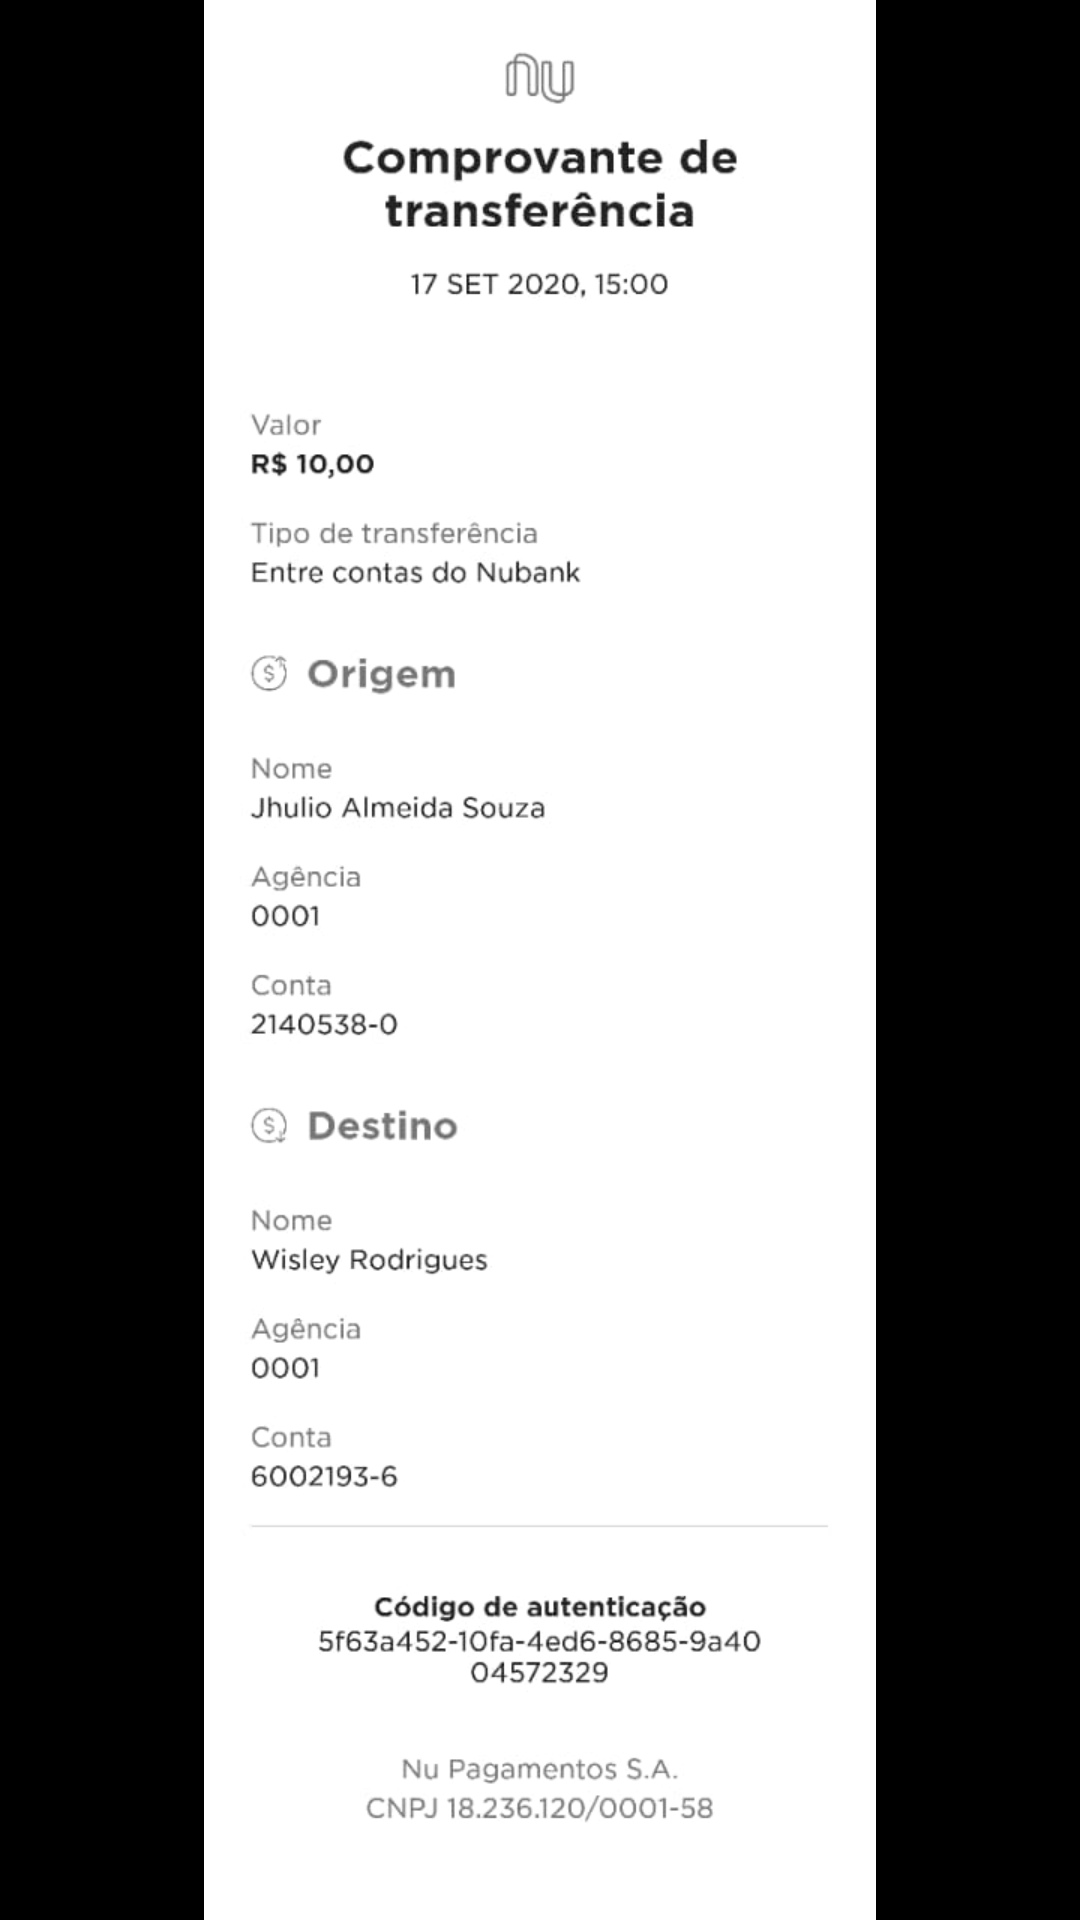 nu
Comprovante de
transferência
17 SET 2020, 15:00
Valor
R$ 10,00
Tipo de transferência
Entre contas do Nubank
Origem
Nome
Jhulio Almeida Souza
Agência
0001
Conta
2140538-0
Destino
Nome
Wisley Rodrigues
Agência
0001
Conta
6002193-6
Código de autenticação
5f63a452-10fa-4ed6-8685-9a40
04572329
Nu Pagamentos S.A.
CNPJ 18.236.120/0001-58